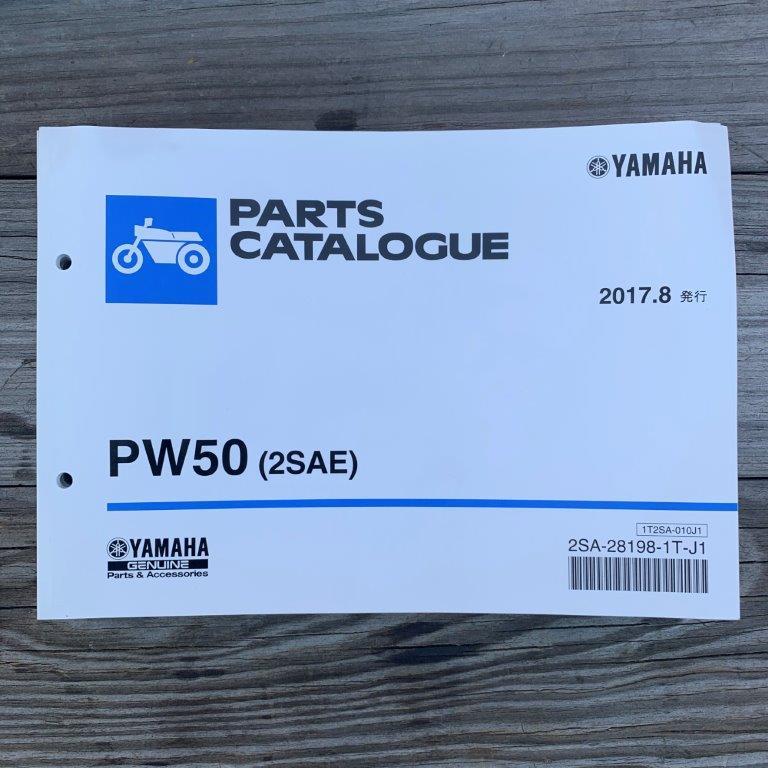 YAMAHA
PARTS
CATALOGUE
2017.8 発行
PW50 (2SAE)
YAMAHA
GENUINE
Parts & Accessories
1T2SA-010J1
2SA-28198-1T-J1